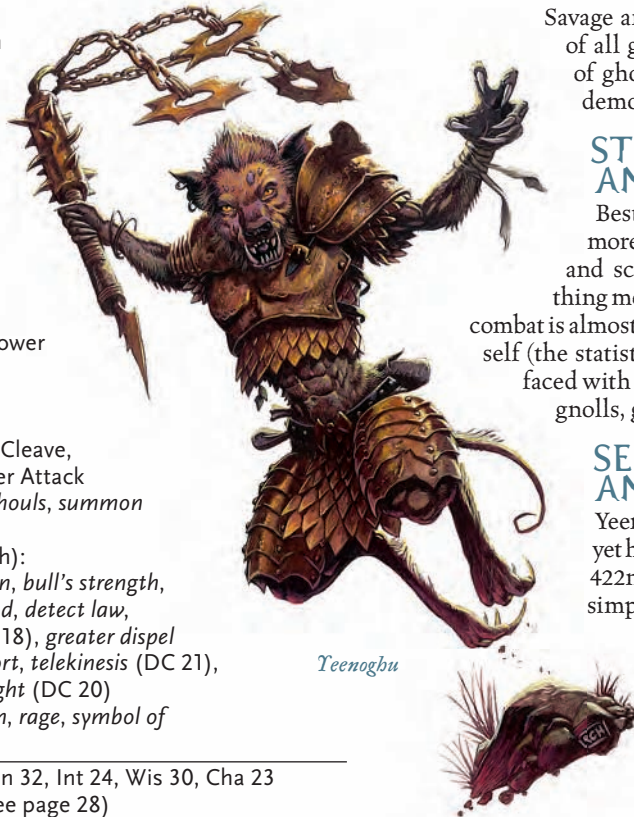 ower
Cleave,
er Attack
houls, summon
h):
n, bull's strength,
d, detect law,
18), greater dispel
rt, telekinesis (DC 21),
ght (DC 20)
n, rage, symbol of
n 32, Int 24, Wis 30, Cha 23
ee page 28)
Yeenoghu
Savage an
of all g
of gho
demo
ST
AN
Best
more
and sc
thing mo
combat is almost
self (the statist
faced with
gnolls, g
SE
AN
Yeen
yet h
422n
simp